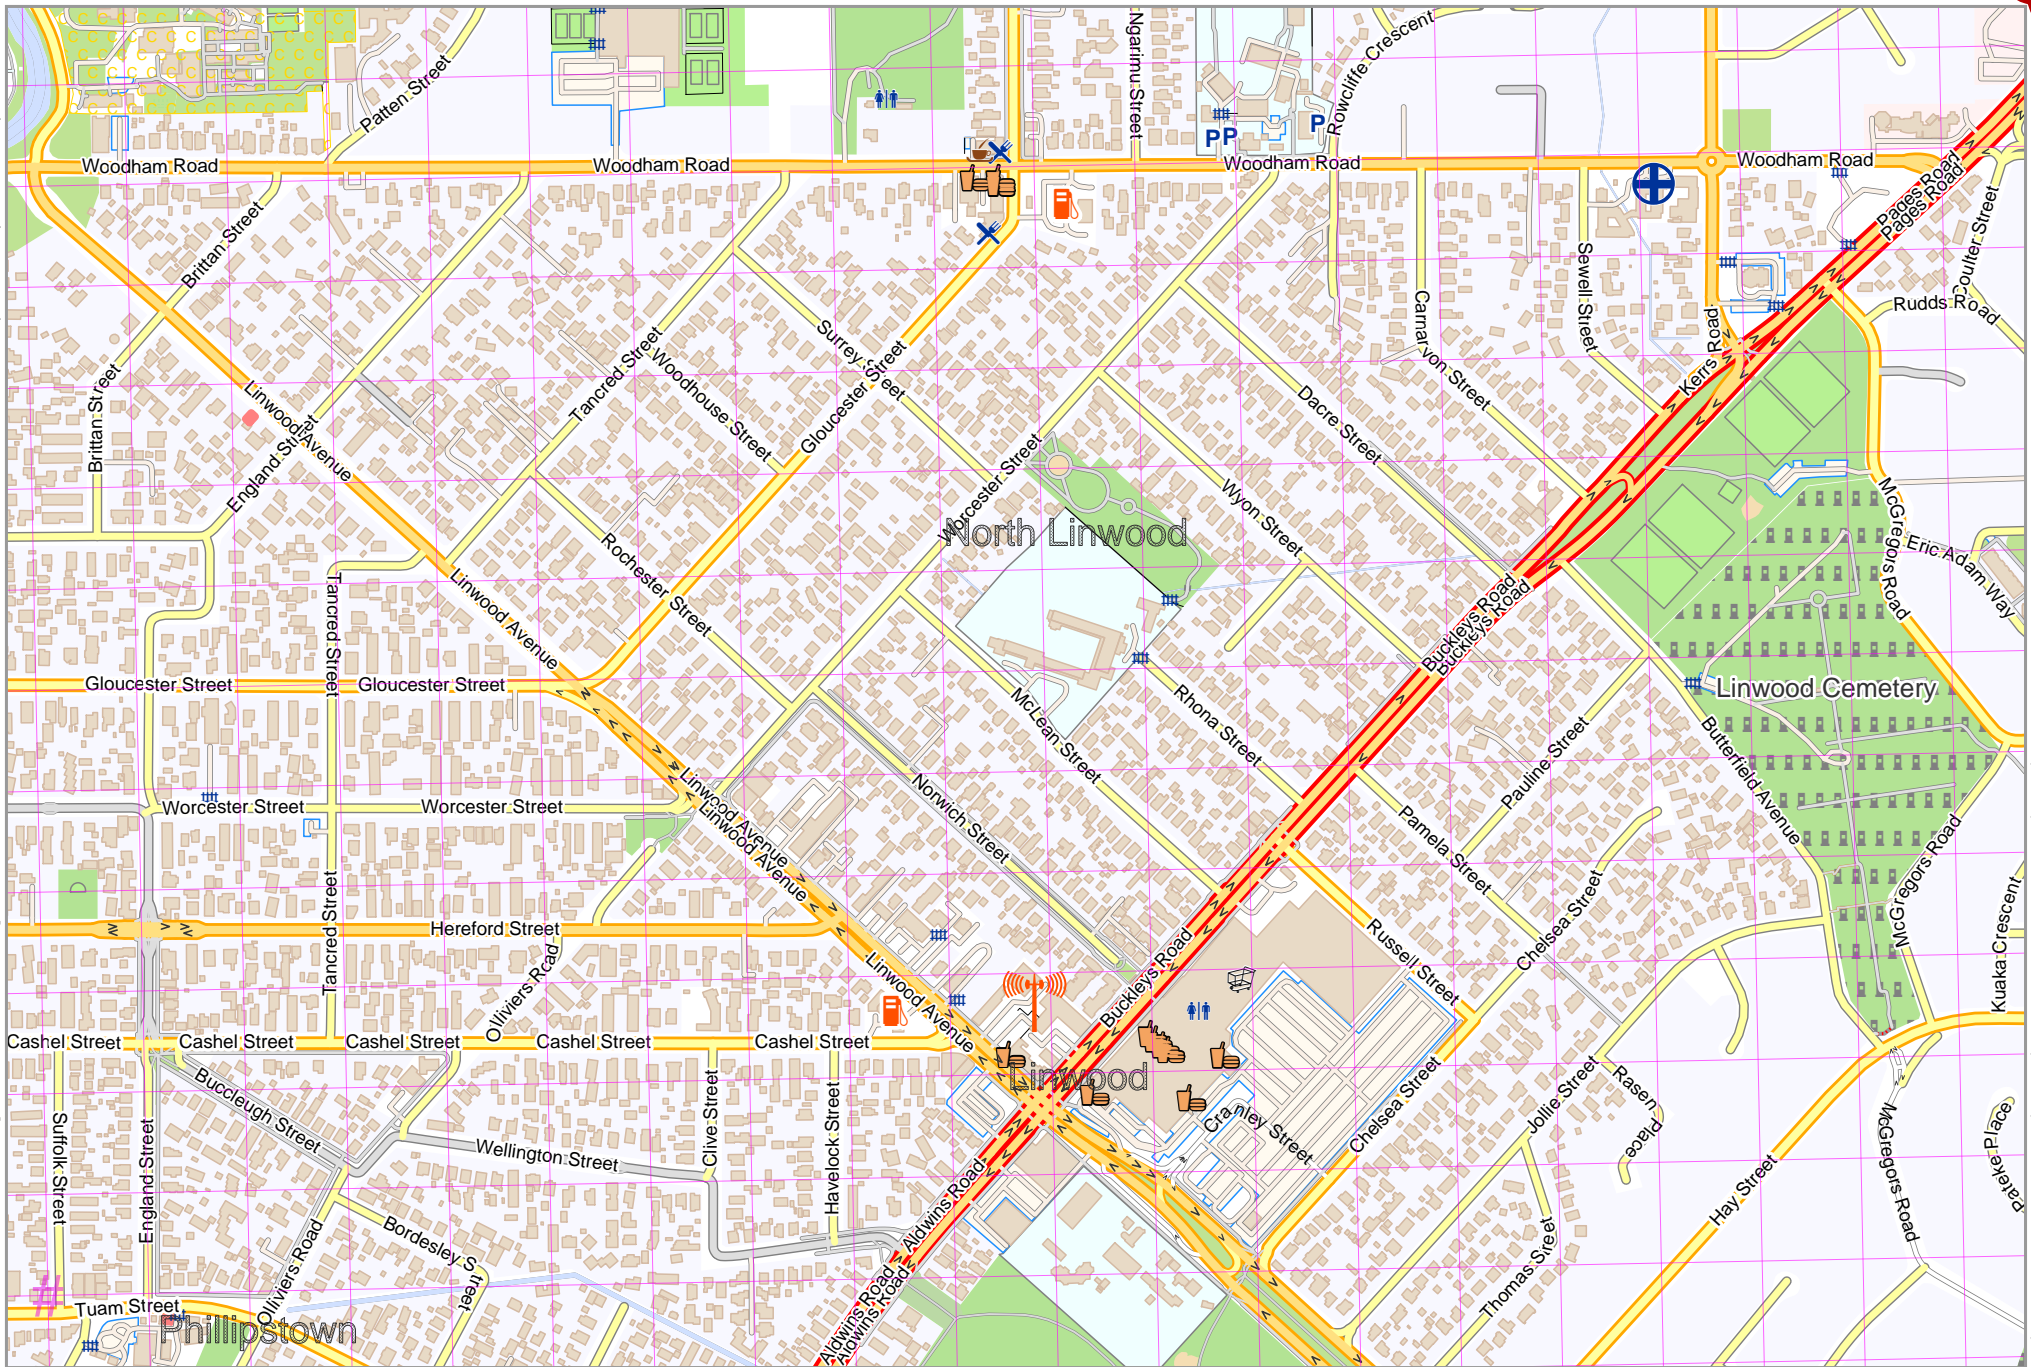 Patten Street
Ngarimu Street
Rowcliffe Crescent
P
P
P
Woodham Road
Woodham Road
Woodham Road
Woodham Road
Pages Road
Pages Road
Coulter Street
Brittan Street
Sewell Street
Rudds Road
Carnarvon Street
Kerrs Road
Surrey Street
Tancred Street
Woodhouse Street
Gloucester Street
Brittan Street
Linwood Avenue
England Street
Dacre Street
Worcester Street
North Linwood
Wyon Street
McGregors Road
Eric Adam Way
Rochester Street
Tancred Street
Linwood Avenue
Buckleys Road
Buckleys Road
Gloucester Street
Gloucester Street
Linwood Cemetery
McLean Street
Rhona Street
Butterfield Avenue
Pauline Street
Worcester Street
Worcester Street
Linwood Avenue
Linwood Avenue
Norwich Street
Pamela Street
McGregors Road
Chelsea Street
Kuaka Crescent
Tancred Street
Hereford Street
Olliviers Road
Linwood Avenue
Buckleys Road
Russell Street
Cashel Street
Cashel Street
Cashel Street
Cashel Street
Cashel Street
Linwood
Buccleugh Street
Suffolk Street
England Street
Wellington Street
Clive Street
Havelock Street
Cranley Street
Chelsea Street
Jollie Street
Rasen Place
McGregors Road
Pateke Place
Hay Street
Aldwins Road
Bordesley Street
Olliviers Road
Thomas Street
Tuam Street
Phillipstown
Aldwins Road
Aldwins Road
#